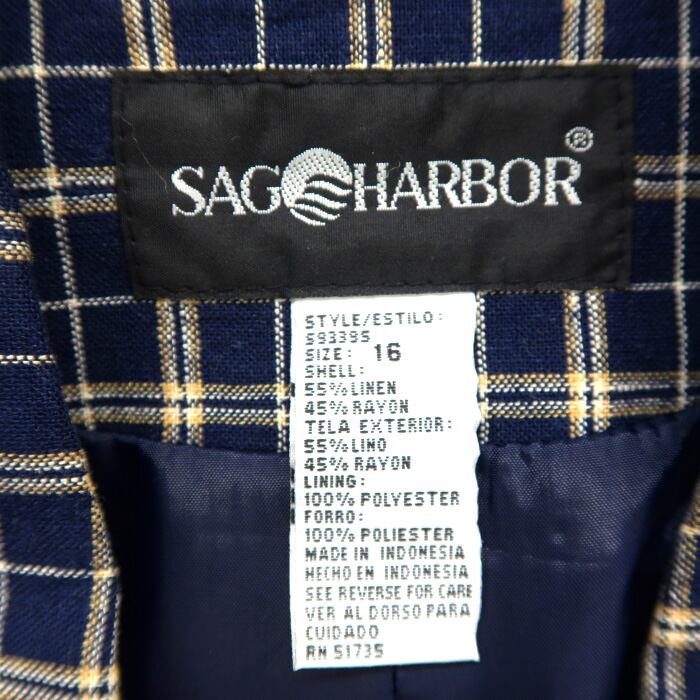 SAG HARBOR®
STYLE/ESTILO:
593395
SIZE: 16
SHELL:
55% LINEN
45% RAYON
TELA EXTERIOR:
55% LINO
45% RAYON
LINING:
100% POLYESTER
FORRO:
100% POLIESTER
MADE IN INDONESIA
HECHO EN INDONESIA
SEE REVERSE FOR CARE
VER AL DORSO PARA
CUIDADO
RN 51735